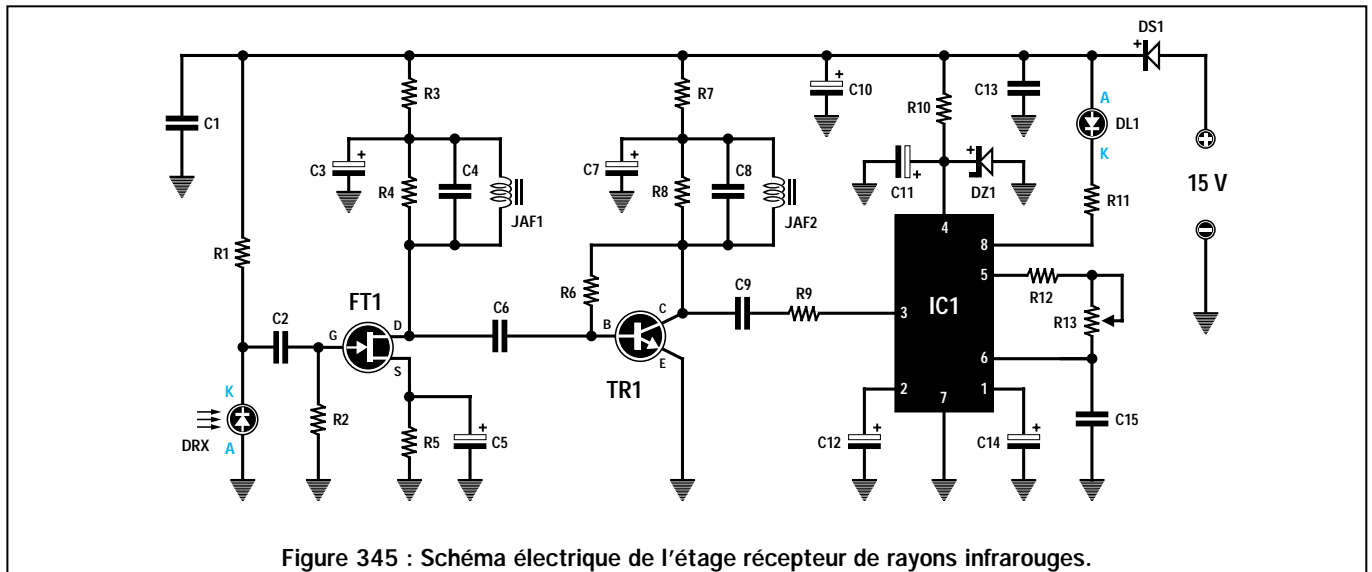 DS1
R3
R7
C10
R10
C13
A
DL1
K
C1
C3
C4
R4
JAF1
C7
C8
R8
JAF2
C11
DZ1
15 V
R11
R1
4
8
FT1
R6
5
R12
C2
G
D
S
C6
B
C
E
C9
R9
3
IC1
R13
TR1
6
K
DRX
A
R2
R5
C5
2
1
7
C12
C14
C15
+
+
+
+
+
+
+
+
+
+
−
Figure 345 : Schéma électrique de l'étage récepteur de rayons infrarouges.